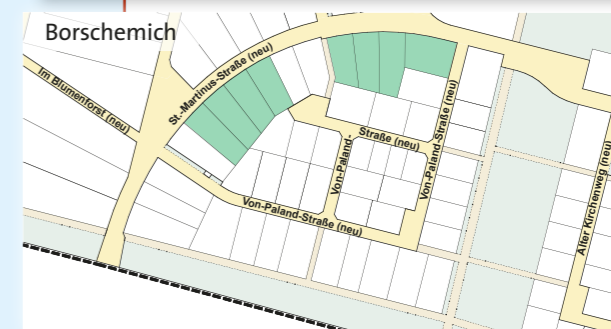 Borschemich
St.-Martinus-Straße (neu)
Im Blumenforst (neu)
Straße (neu)
Von-Paland-
Von-Paland-Straße (neu)
Von-Paland-Straße (neu)
Alter Kirchenweg (neu)